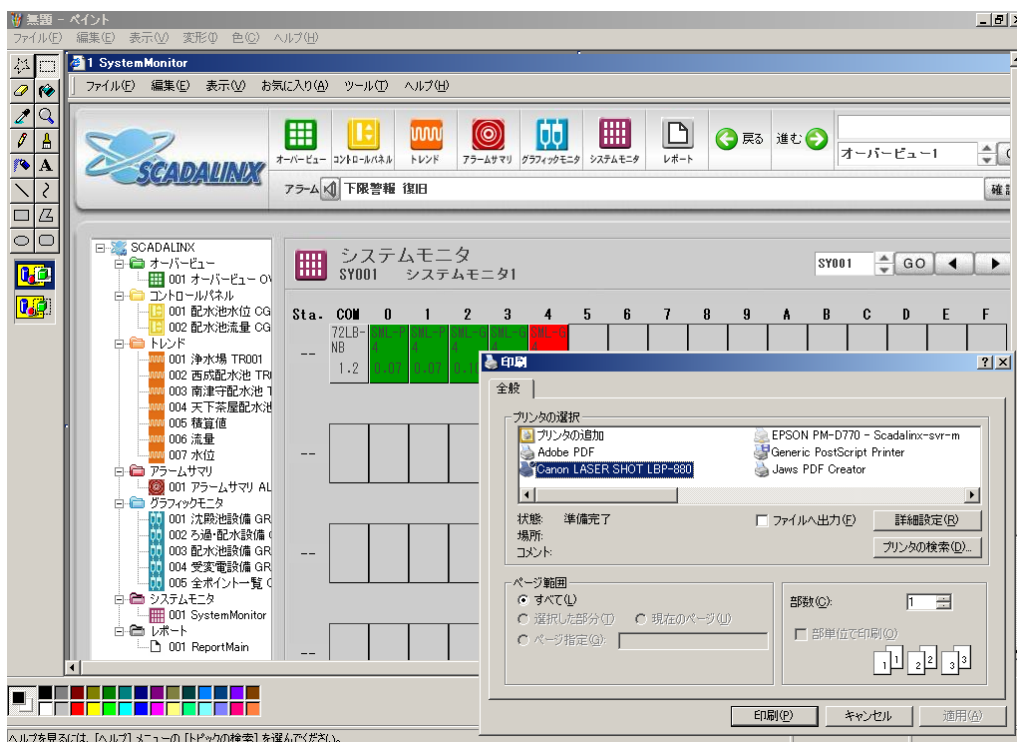 無題 - ペイント
ファイル(F) 編集(E) 表示(V) 変形(I) 色(C) ヘルプ(H)
1 SystemMonitor
ファイル(F) 編集(E) 表示(V) お気に入り(A) ツール(T) ヘルプ(H)
SCADALINX
オーバービュー コントロールパネル トレンド アラームサマリ グラフィックモニタ システムモニタ レポート
戻る 進む
オーバービュー1
アラーム 下限警報 復旧
SCADALINX
オーバービュー
001 オーバービュー OV
コントロールパネル
001 配水池水位 CG
002 配水池流量 CG
トレンド
001 浄水場 TR001
002 西成配水池 TR
003 南津守配水池 T
004 天下茶屋配水池
005 積算値
006 流量
007 水位
アラームサマリ
001 アラームサマリ AL
グラフィックモニタ
001 沈殿池設備 GR
002 ろ過・配水設備
003 配水池設備 GR
004 受変電設備 GR
005 全ポイント一覧
システムモニタ
001 SystemMonitor
レポート
001 ReportMain
システムモニタ
SY001 システムモニタ1
SY001 GO
Sta. COM 0 1 2 3 4 5 6 7 8 9 A B C D E F
72LB-NB SML-P4 SML-P4 SML-G4 SML-G4 SML-G4
--
1.2 0.07 0.07
--
--
--
印刷
全般
プリンタの選択
プリンタの追加
Adobe PDF
Canon LASER SHOT LBP-880
EPSON PM-D770 - Scadalinx-svr-m
Generic PostScript Printer
Jaws PDF Creator
状態: 準備完了
場所:
コメント:
ファイルへ出力(F)
詳細設定(R)
プリンタの検索(D)...
ページ範囲
すべて(L)
選択した部分(T) 現在のページ(U)
ページ指定(G):
部数(C): 1
部単位で印刷(O)
1 1 2 2 3 3
印刷(P) キャンセル 適用(A)
ヘルプを見るには、[ヘルプ] メニューの [トピックの検索] を選んでください。